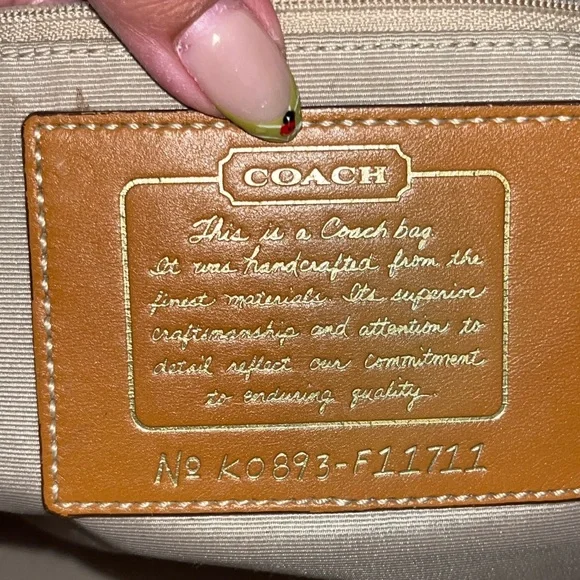 COACH
This is a Coach bag.
It was handcrafted from the
finest materials. Its superior
craftsmanship and attention to
detail reflect our commitment
to enduring quality.
No K0893-F11711